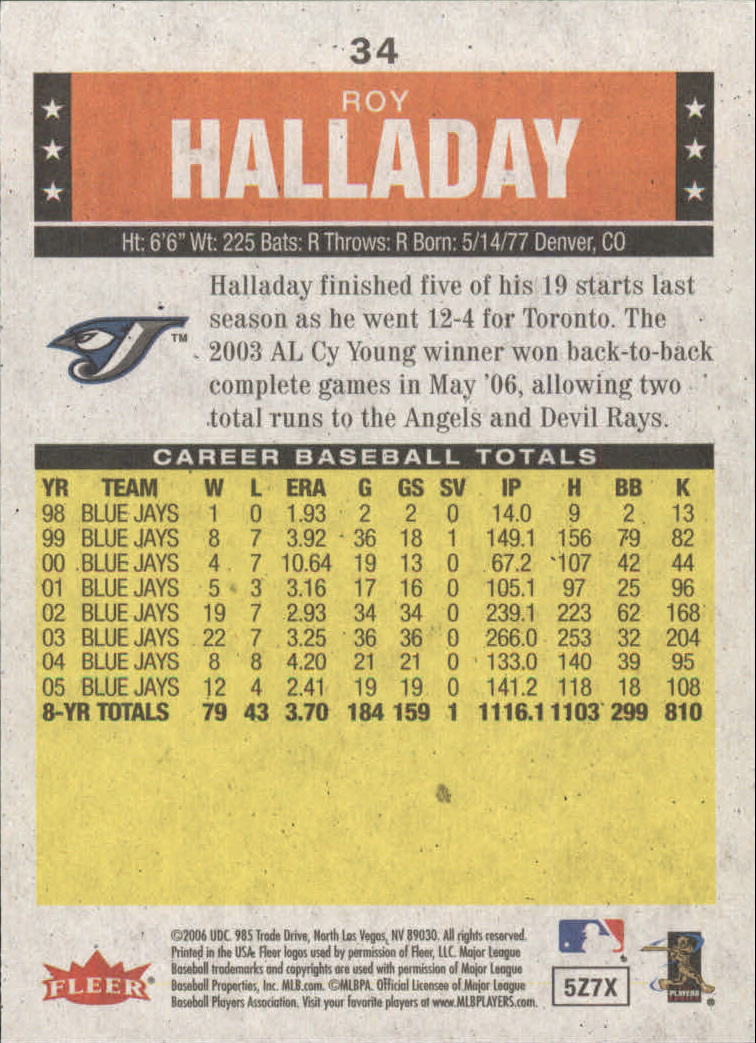 34
ROY
HALLADAY
Ht: 6'6" Wt: 225 Bats: R Throws: R Born: 5/14/77 Denver, CO
Halladay finished five of his 19 starts last
season as he went 12-4 for Toronto. The
2003 AL Cy Young winner won back-to-back
complete games in May '06, allowing two
total runs to the Angels and Devil Rays.
J TM
CAREER BASEBALL TOTALS
YR TEAM W L ERA G GS SV IP H BB K
98 BLUE JAYS 1 0 1.93 2 2 0 14.0 9 2 13
99 BLUE JAYS 8 7 3.92 36 18 1 149.1 156 79 82
00 BLUE JAYS 4 7 10.64 19 13 0 67.2 107 42 44
01 BLUE JAYS 5 3 3.16 17 16 0 105.1 97 25 96
02 BLUE JAYS 19 7 2.93 34 34 0 239.1 223 62 168
03 BLUE JAYS 22 7 3.25 36 36 0 266.0 253 32 204
04 BLUE JAYS 8 8 4.20 21 21 0 133.0 140 39 95
05 BLUE JAYS 12 4 2.41 19 19 0 141.2 118 18 108
8-YR TOTALS 79 43 3.70 184 159 1 1116.1 1103 299 810
FLEER®
©2006 UDC. 985 Trade Drive, North Las Vegas, NV 89030. All rights reserved.
Printed in the USA. Fleer logos used by permission of Fleer, LLC. Major League
Baseball trademarks and copyrights are used with permission of Major League
Baseball Properties, Inc. MLB.com. ©MLBPA. Official Licensee of Major League
Baseball Players Association. Visit your favorite players at www.MLBPLAYERS.com.
®
5Z7X
PLAYERS
®